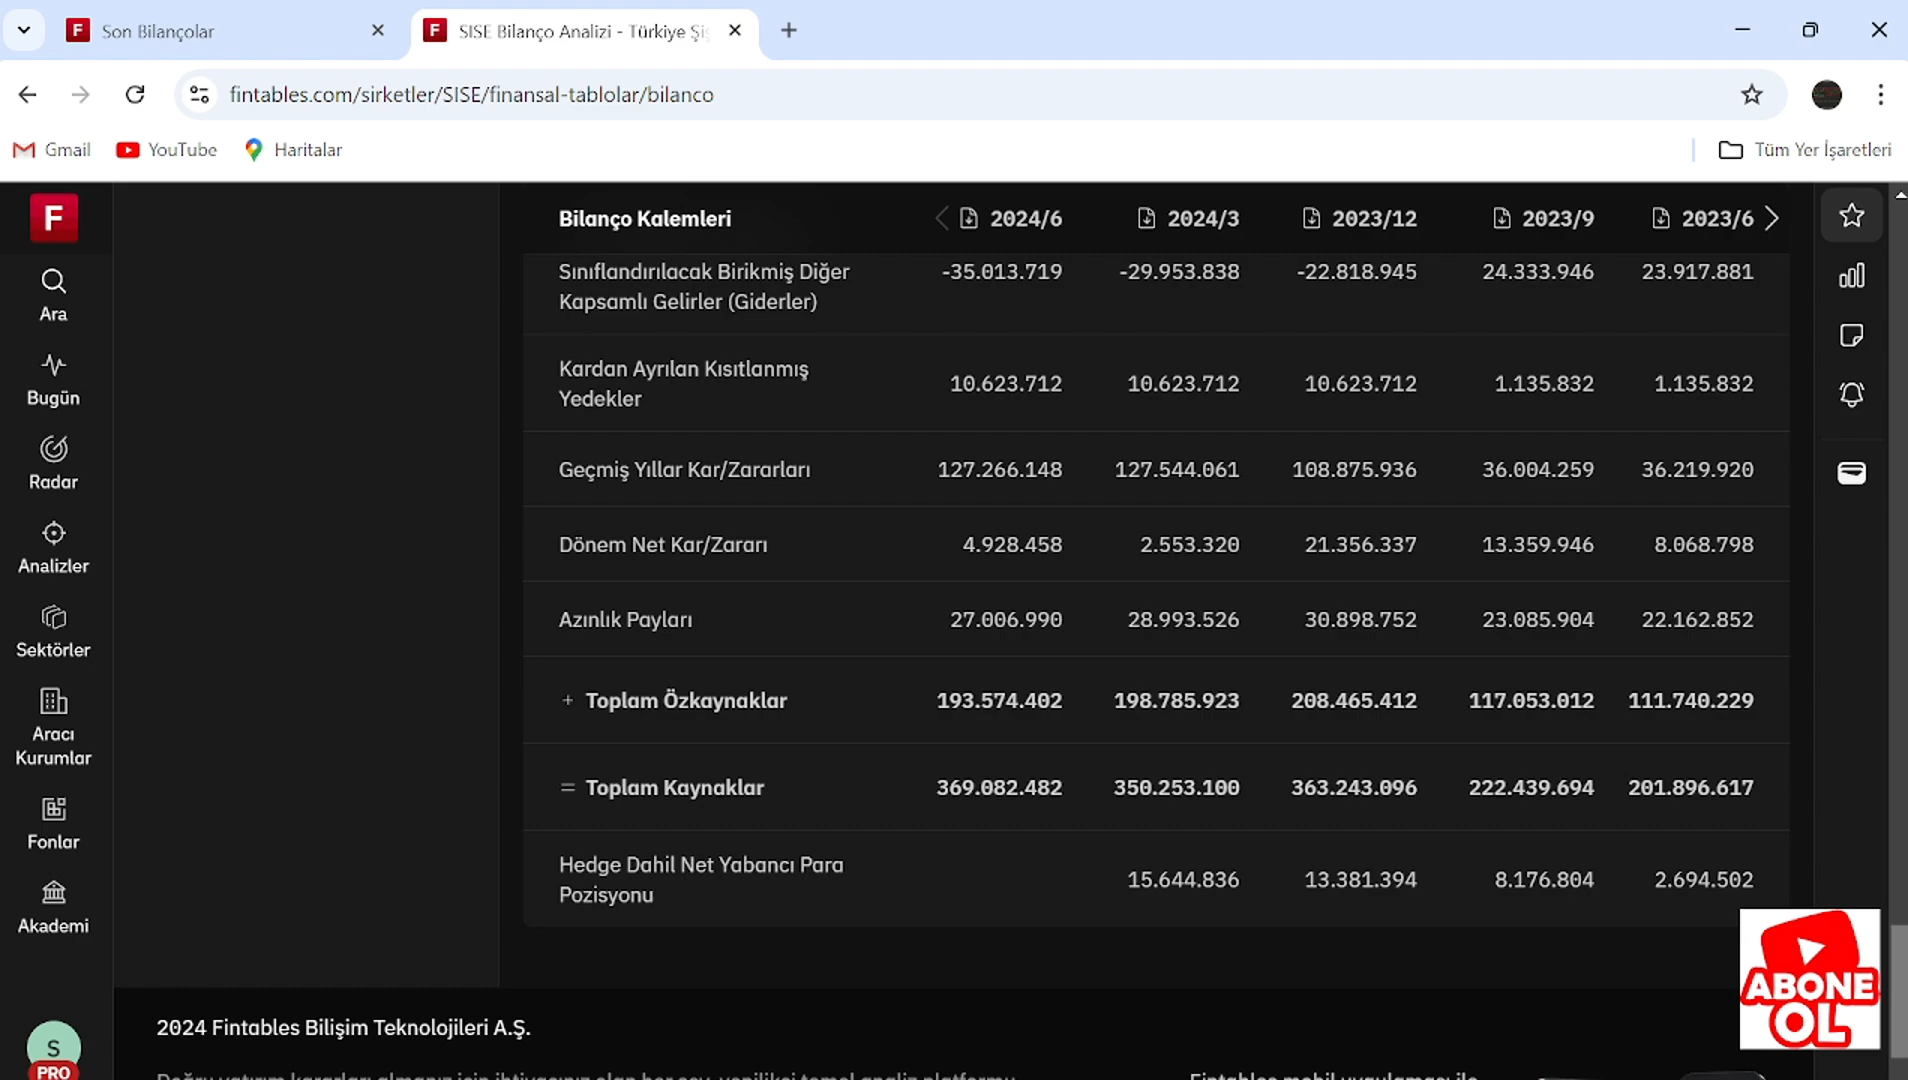 Son Bilançolar
SISE Bilanço Analizi - Türkiye Şi
fintables.com/sirketler/SISE/finansal-tablolar/bilanco
Gmail YouTube Haritalar Tüm Yer İşaretleri
F
Ara
Bugün
Radar
Analizler
Sektörler
Aracı
Kurumlar
Fonlar
Akademi
S
PRO
Bilanço Kalemleri 2024/6 2024/3 2023/12 2023/9 2023/6
Sınıflandırılacak Birikmiş Diğer
Kapsamlı Gelirler (Giderler) -35.013.719 -29.953.838 -22.818.945 24.333.946 23.917.881
Kardan Ayrılan Kısıtlanmış
Yedekler 10.623.712 10.623.712 10.623.712 1.135.832 1.135.832
Geçmiş Yıllar Kar/Zararları 127.266.148 127.544.061 108.875.936 36.004.259 36.219.920
Dönem Net Kar/Zararı 4.928.458 2.553.320 21.356.337 13.359.946 8.068.798
Azınlık Payları 27.006.990 28.993.526 30.898.752 23.085.904 22.162.852
+ Toplam Özkaynaklar 193.574.402 198.785.923 208.465.412 117.053.012 111.740.229
= Toplam Kaynaklar 369.082.482 350.253.100 363.243.096 222.439.694 201.896.617
Hedge Dahil Net Yabancı Para
Pozisyonu 15.644.836 13.381.394 8.176.804 2.694.502
ABONE
OL
2024 Fintables Bilişim Teknolojileri A.Ş.